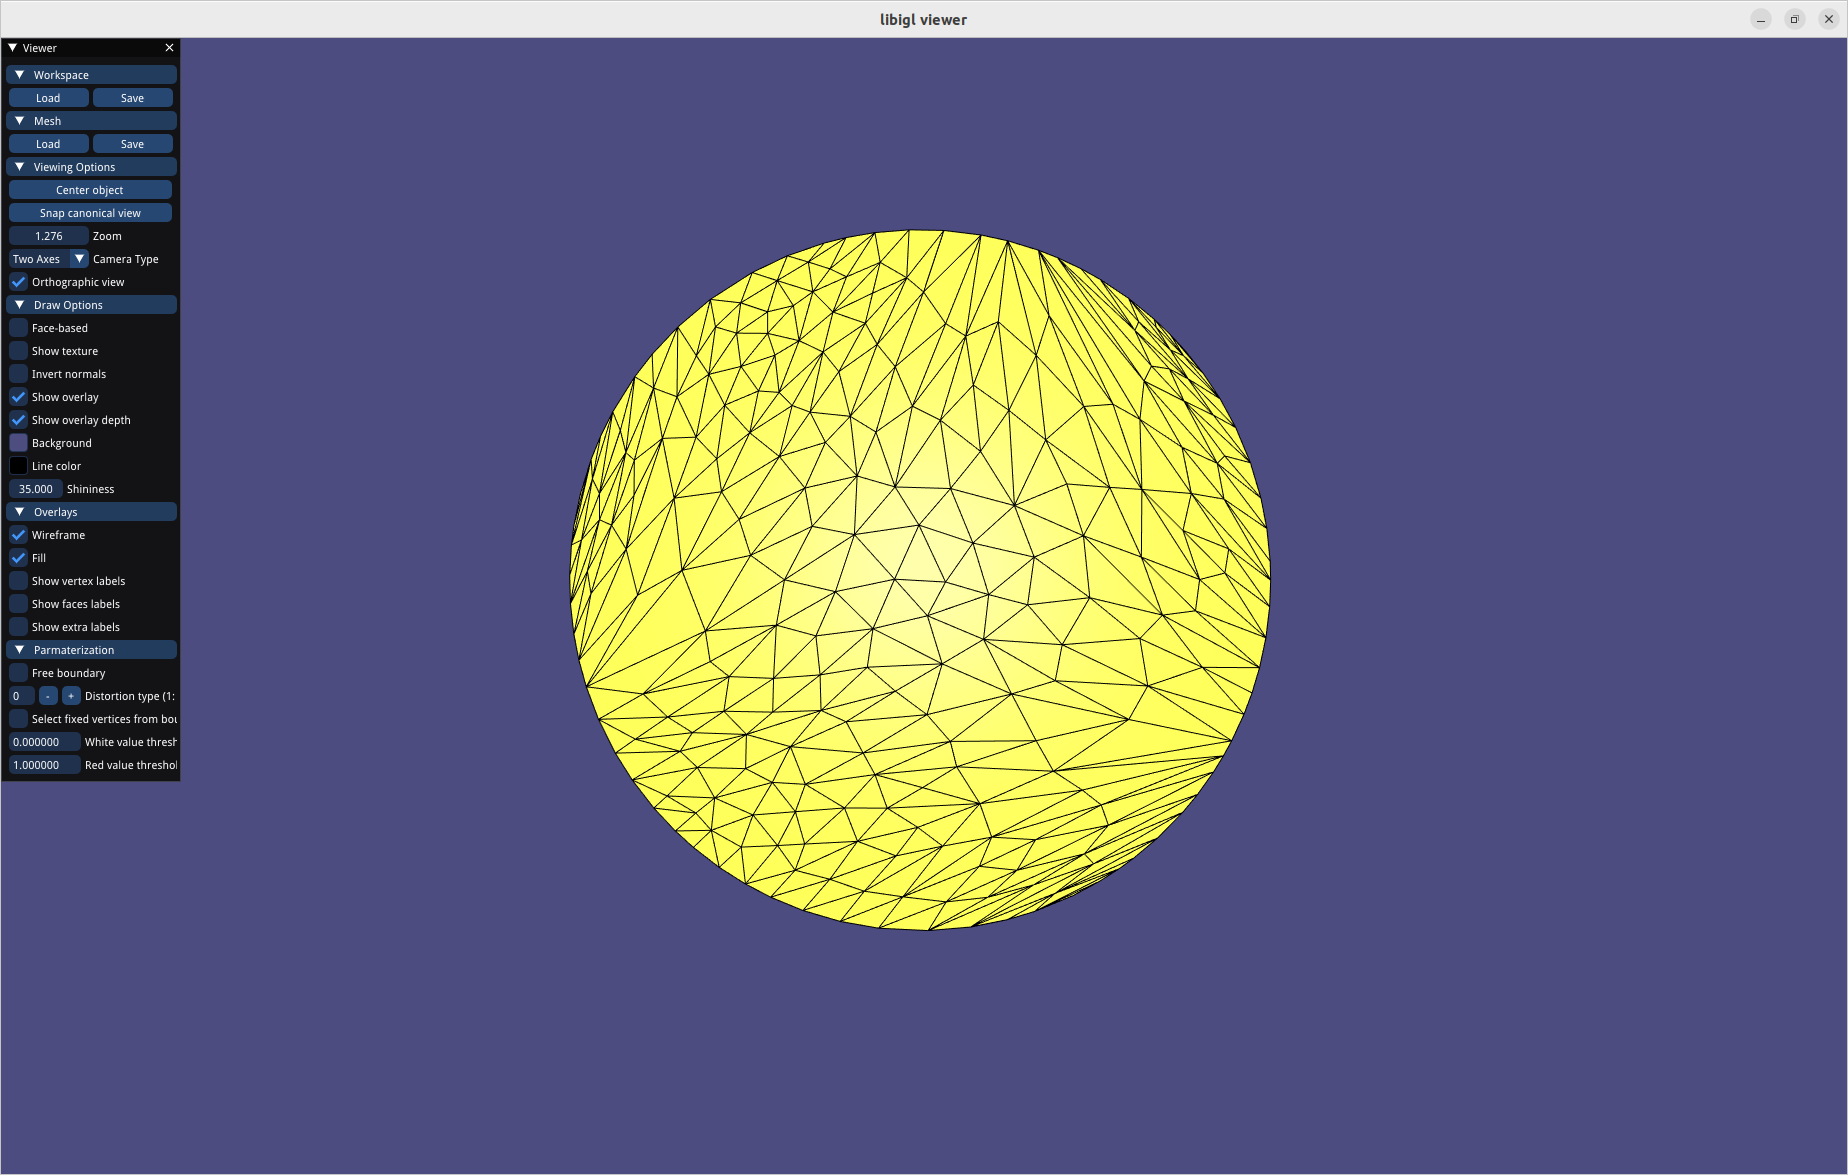 libigl viewer
Viewer
Workspace
Load Save
Mesh
Load Save
Viewing Options
Center object
Snap canonical view
1.276 Zoom
Two Axes Camera Type
Orthographic view
Draw Options
Face-based
Show texture
Invert normals
Show overlay
Show overlay depth
Background
Line color
35.000 Shininess
Overlays
Wireframe
Fill
Show vertex labels
Show faces labels
Show extra labels
Parmaterization
Free boundary
0 - + Distortion type (1:
Select fixed vertices from bou
0.000000 White value thresh
1.000000 Red value threshol